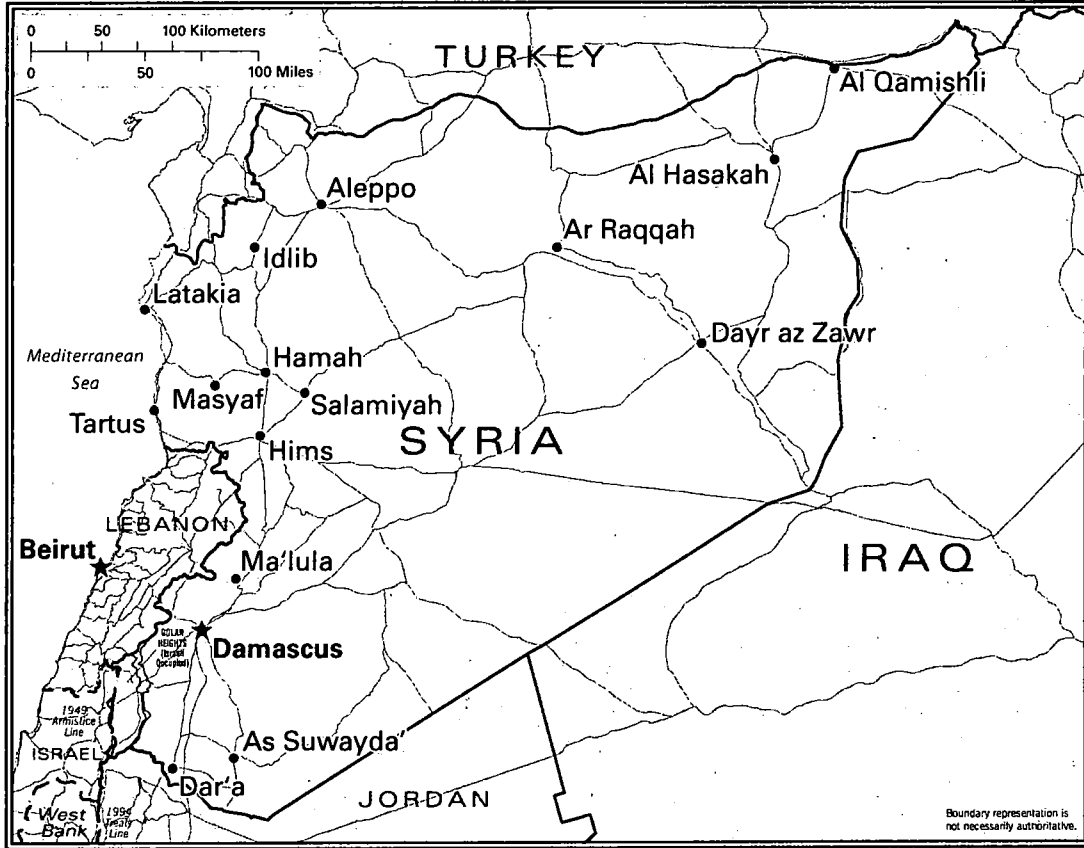 0 50 100 Kilometers
0 50 100 Miles
TURKEY
Al Qamishli
Al Hasakah
Aleppo
Ar Raqqah
Idlib
Latakia
Dayr az Zawr
Mediterranean
Sea
Hamah
Masyaf
Salamiyah
Tartus
SYRIA
Hims
LEBANON
Beirut
IRAQ
Ma'lula
GOLAN
HEIGHTS
(Israeli
Occupied)
Damascus
1949
Armistice
Line
ISRAEL
As Suwayda'
Dar'a
JORDAN
West
Bank
1994
Treaty
Line
Boundary representation is
not necessarily authoritative.